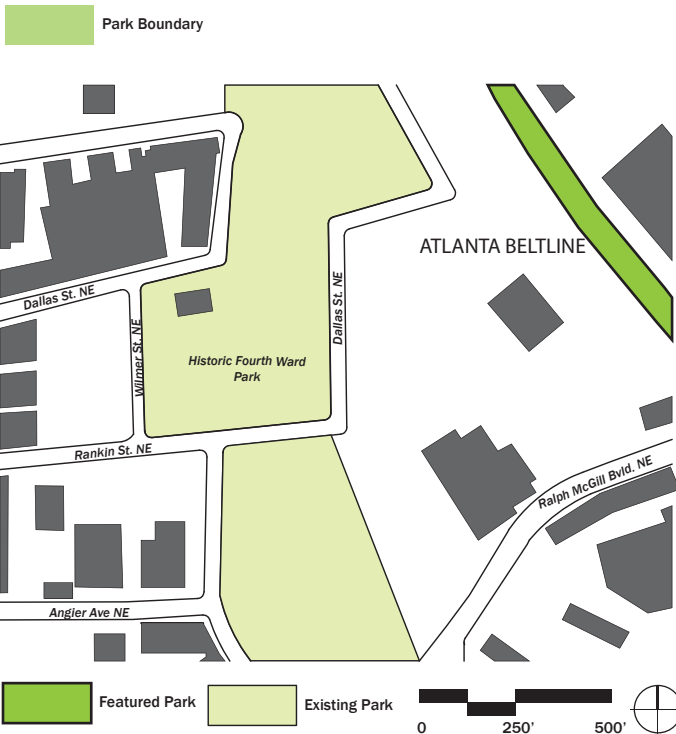 Park Boundary
ATLANTA BELTLINE
Dallas St. NE
Dallas St. NE
Wilmer St. NE
Historic Fourth Ward
Park
Rankin St. NE
Ralph McGill Bvld. NE
Angier Ave NE
Featured Park
Existing Park
0 250' 500'